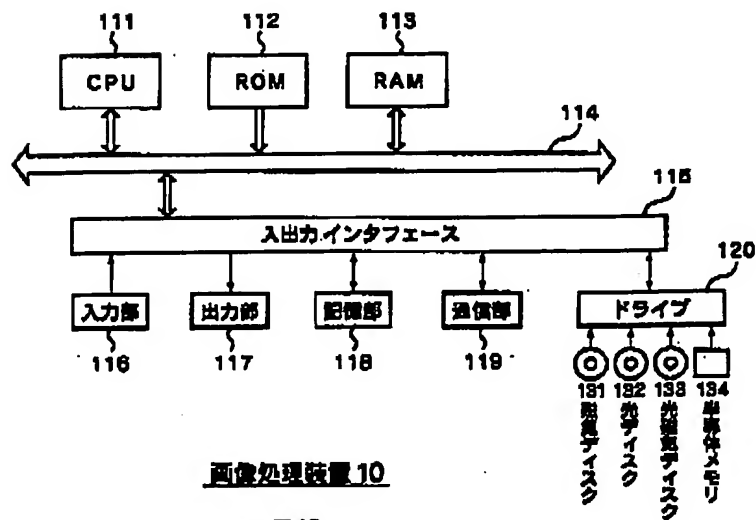 111
112
113
CPU
ROM
RAM
114
115
入出力インタフェース
120
入力部
出力部
記憶部
通信部
ドライブ
116
117
118
119
131
132
133
134
磁気ディスク
光ディスク
光磁気ディスク
半導体メモリ
画像処理装置10